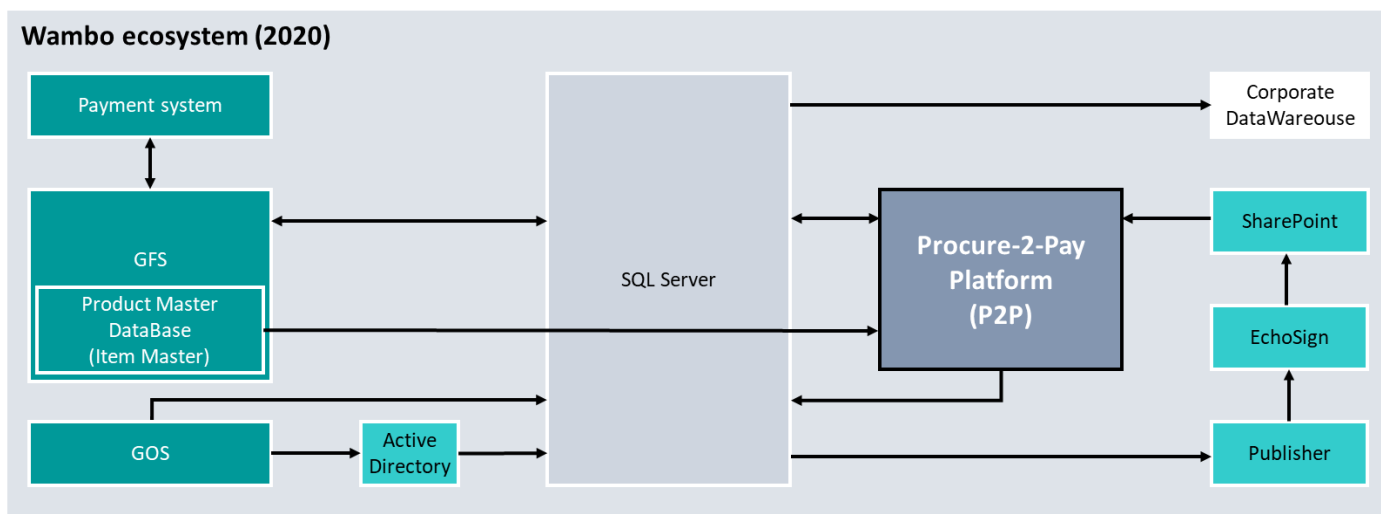 Wambo ecosystem (2020)
Payment system
Corporate
DataWareouse
GFS
Product Master
DataBase
(Item Master)
SQL Server
Procure-2-Pay
Platform
(P2P)
SharePoint
EchoSign
GOS
Active
Directory
Publisher